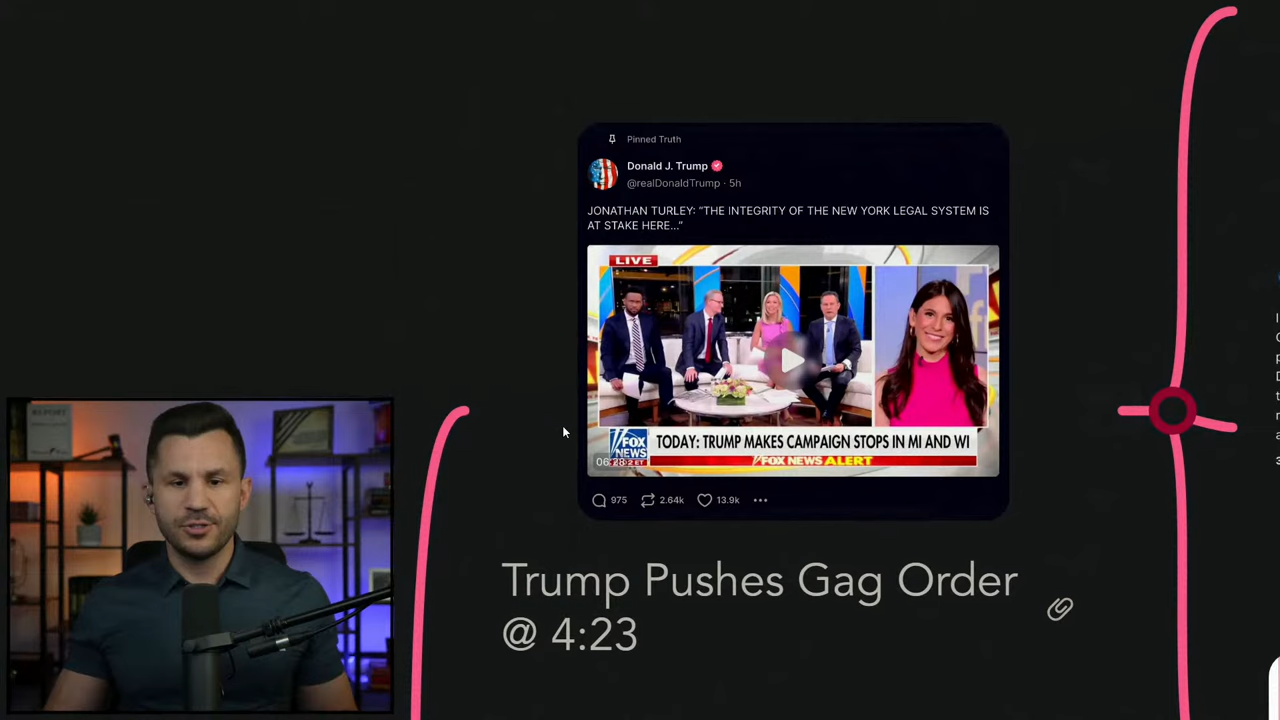 Pinned Truth
Donald J. Trump
@realDonaldTrump · 5h
JONATHAN TURLEY: “THE INTEGRITY OF THE NEW YORK LEGAL SYSTEM IS
AT STAKE HERE...”
LIVE
FOX
NEWS
TODAY: TRUMP MAKES CAMPAIGN STOPS IN MI AND WI
FOX NEWS ALERT
975 2.64k 13.9k
Trump Pushes Gag Order
@ 4:23